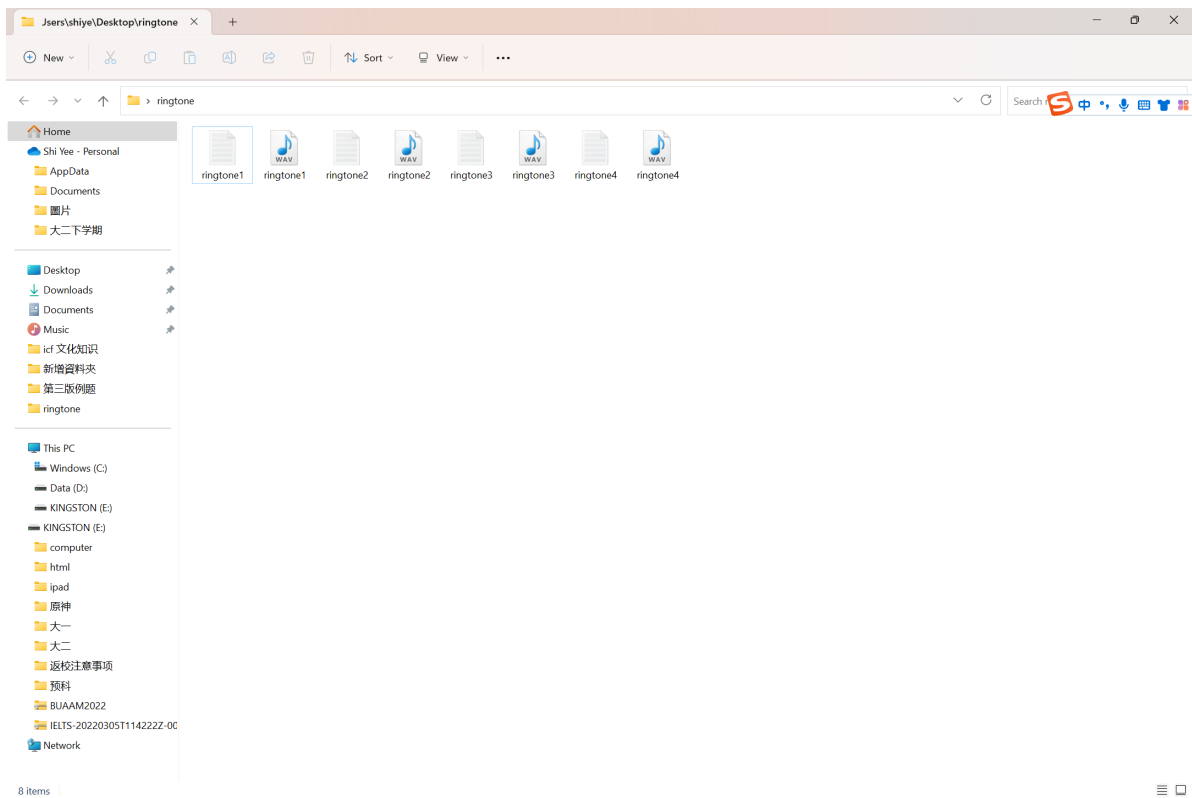 Jsers\shiye\Desktop\ringtone
New
Sort
View
ringtone
Search
中
Home
Shi Yee - Personal
AppData
Documents
圖片
大二下学期
Desktop
Downloads
Documents
Music
icf 文化知识
新增資料夾
第三版例题
ringtone
This PC
Windows (C:)
Data (D:)
KINGSTON (E:)
KINGSTON (E:)
computer
html
ipad
原神
大一
大二
返校注意事项
预科
BUAAM2022
IELTS-20220305T114222Z-00
Network
WAV WAV WAV WAV
ringtone1 ringtone1 ringtone2 ringtone2 ringtone3 ringtone3 ringtone4 ringtone4
8 items